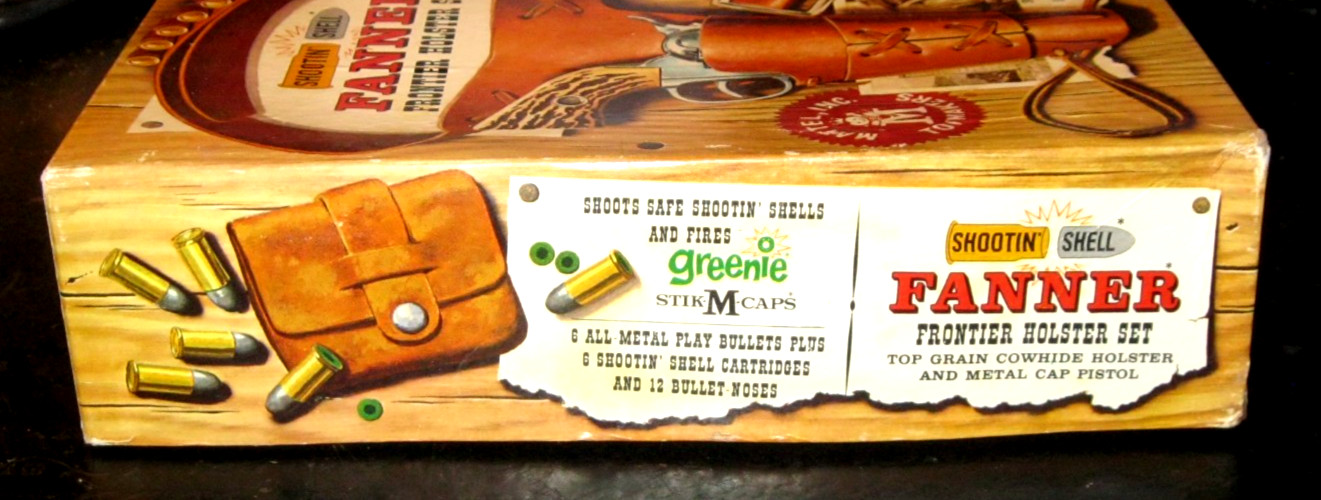 SHOOTIN' SHELL
FANNER
FRONTIER HOLSTER S
MATTEL, INC. TOYMAKERS
SHOOTS SAFE SHOOTIN' SHELLS
AND FIRES
greenie
STIK-M-CAPS
6 ALL-METAL PLAY BULLETS PLUS
6 SHOOTIN' SHELL CARTRIDGES
AND 12 BULLET NOSES
SHOOTIN' SHELL
FANNER
FRONTIER HOLSTER SET
TOP GRAIN COWHIDE HOLSTER
AND METAL CAP PISTOL